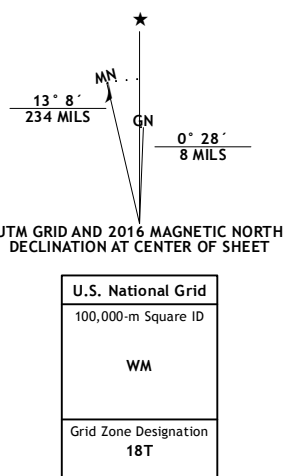 ★
MN
13° 8´
234 MILS
GN
0° 28´
8 MILS
UTM GRID AND 2016 MAGNETIC NORTH
DECLINATION AT CENTER OF SHEET
U.S. National Grid
100,000-m Square ID
WM
Grid Zone Designation
18T